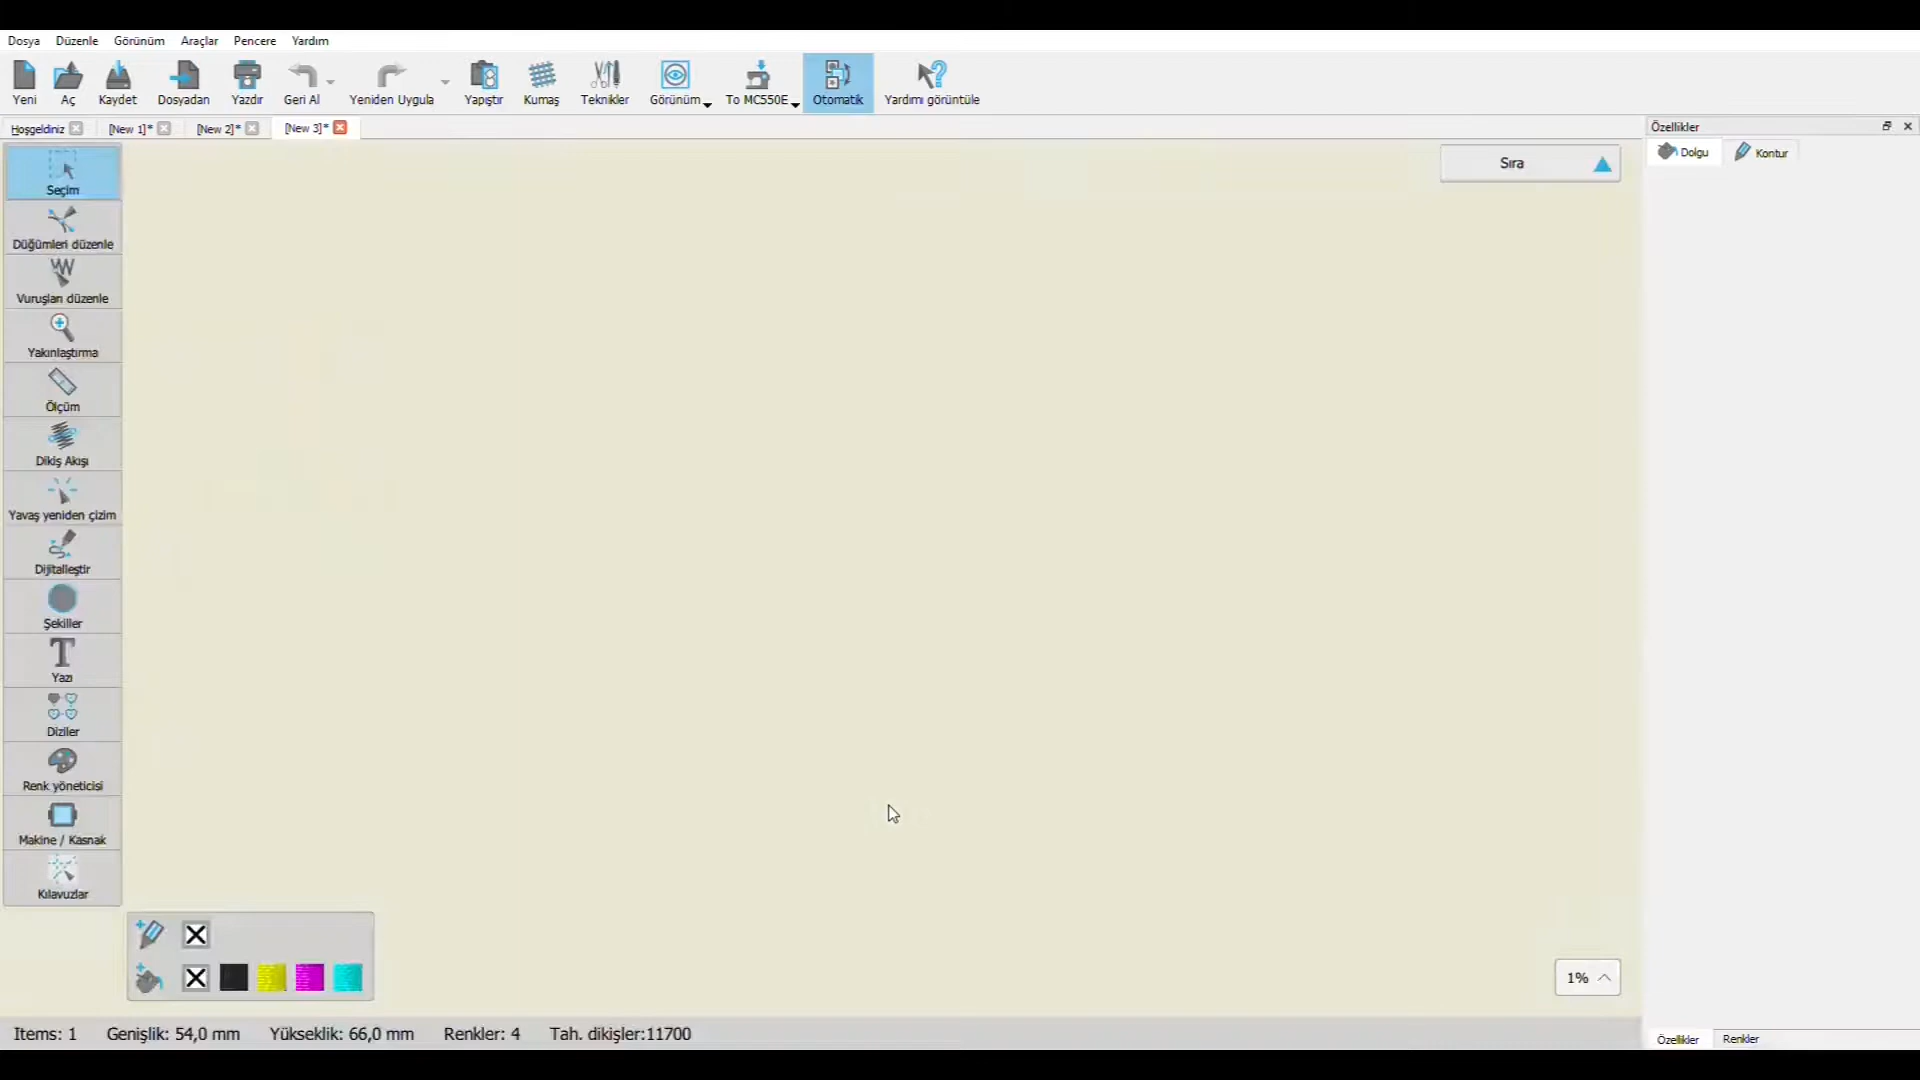 Dosya Düzenle Görünüm Araçlar Pencere Yardım
Yeni Aç Kaydet Dosyadan Yazdır Geri Al Yeniden Uygula Yapıştır Kumaş Teknikler Görünüm To MC550E Otomatik Yardımı görüntüle
Hoşgeldiniz [New 1]* [New 2]* [New 3]*
Özellikler
Dolgu Kontur
Sıra
Seçim
Düğümleri düzenle
Vuruşları düzenle
Yakınlaştırma
Ölçüm
Dikiş Akışı
Yavaş yeniden çizim
Dijitalleştir
Şekiller
Yazı
Diziler
Renk yöneticisi
Makine / Kasnak
Kılavuzlar
1%
Items: 1 Genişlik: 54,0 mm Yükseklik: 66,0 mm Renkler: 4 Tah. dikişler:11700
Özellikler Renkler